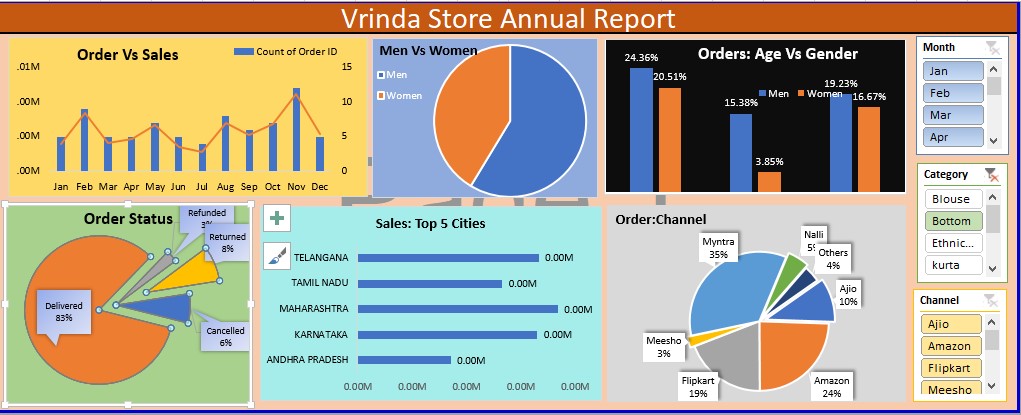 Vrinda Store Annual Report
Order Vs Sales
Count of Order ID
.01M
.00M
.00M
.00M
15
10
5
0
Jan Feb Mar Apr May Jun Jul Aug Sep Oct Nov Dec
Men Vs Women
Men
Women
Orders: Age Vs Gender
24.36%
20.51%
15.38%
3.85%
19.23%
16.67%
Men Women
Month
Jan
Feb
Mar
Apr
Order Status
Refunded
3%
Returned
8%
Delivered
83%
Cancelled
6%
Sales: Top 5 Cities
TELANGANA 0.00M
TAMIL NADU 0.00M
MAHARASHTRA 0.00M
KARNATAKA 0.00M
ANDHRA PRADESH 0.00M
0.00M 0.00M 0.00M 0.00M 0.00M
Order:Channel
Myntra
35%
Nalli
5%
Others
4%
Ajio
10%
Meesho
3%
Flipkart
19%
Amazon
24%
Category
Blouse
Bottom
Ethnic...
kurta
Channel
Ajio
Amazon
Flipkart
Meesho